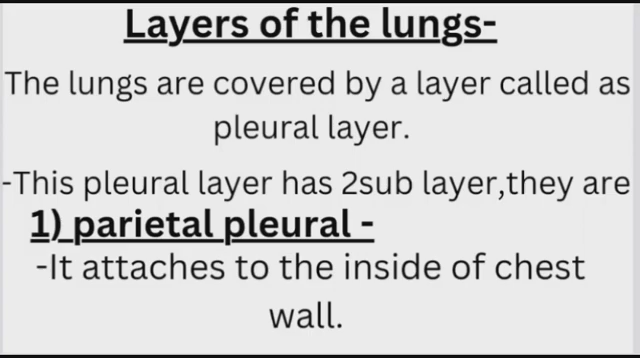 Layers of the lungs-
The lungs are covered by a layer called as
pleural layer.
-This pleural layer has 2sub layer,they are
1) parietal pleural -
-It attaches to the inside of chest
wall.